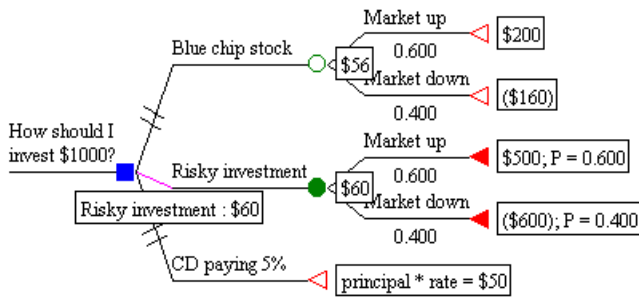 Market up
$200
0.600
Blue chip stock
$56
Market down
($160)
0.400
How should I
invest $1000?
Market up
$500; P = 0.600
0.600
Risky investment
$60
Market down
($600); P = 0.400
0.400
Risky investment : $60
CD paying 5%
principal * rate = $50